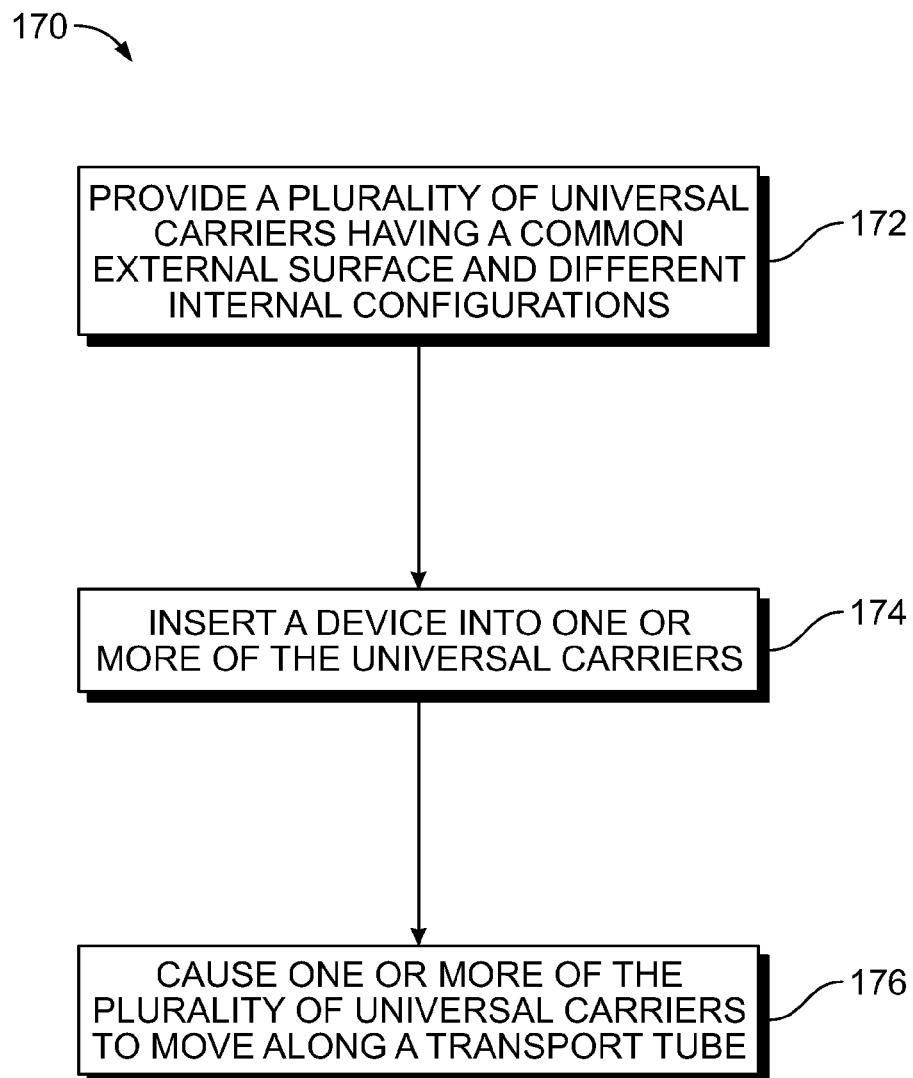 170
PROVIDE A PLURALITY OF UNIVERSAL
CARRIERS HAVING A COMMON
EXTERNAL SURFACE AND DIFFERENT
INTERNAL CONFIGURATIONS
172
INSERT A DEVICE INTO ONE OR
MORE OF THE UNIVERSAL CARRIERS
174
CAUSE ONE OR MORE OF THE
PLURALITY OF UNIVERSAL CARRIERS
TO MOVE ALONG A TRANSPORT TUBE
176